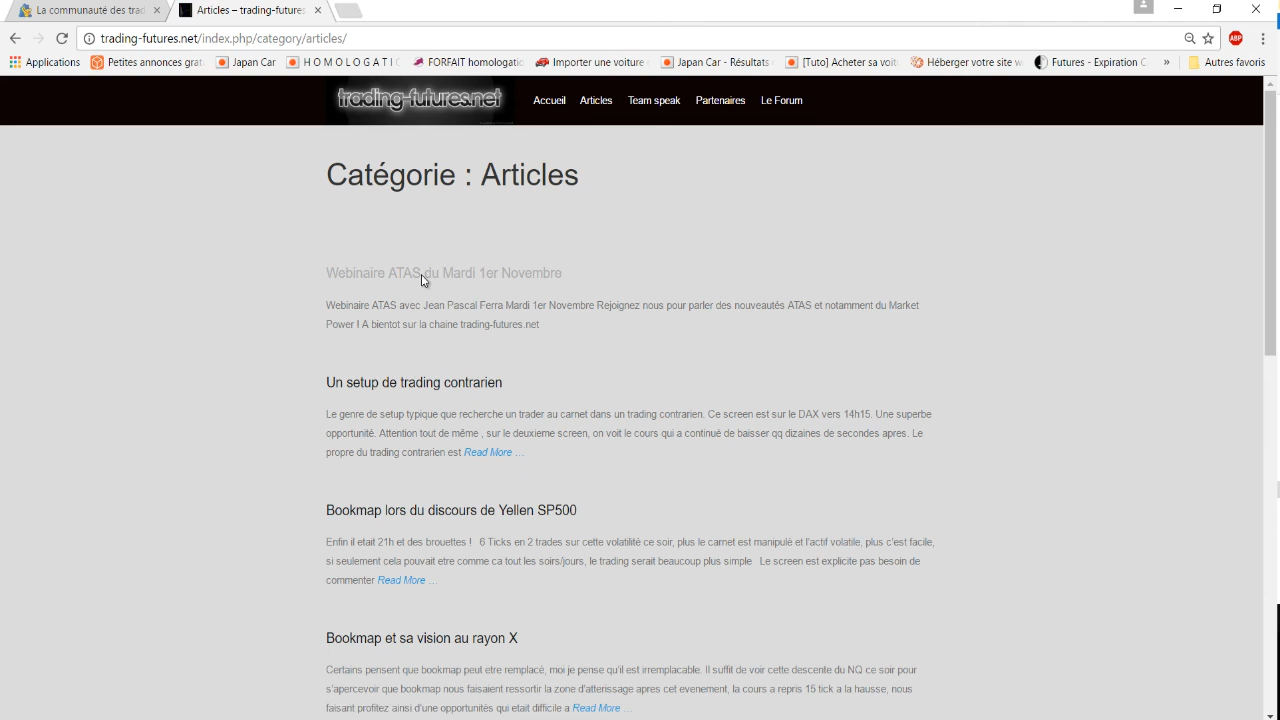 La communauté des trad
Articles – trading-futures
trading-futures.net/index.php/category/articles/
ABP
Applications
Petites annonces grat
Japan Car
H O M O L O G A T I
FORFAIT homologatio
Importer une voiture
Japan Car - Résultats
[Tuto] Acheter sa voit
Héberger votre site w
Futures - Expiration C
»
Autres favoris
trading-futures.net
Accueil
Articles
Team speak
Partenaires
Le Forum
Catégorie : Articles
Webinaire ATAS du Mardi 1er Novembre
Webinaire ATAS avec Jean Pascal Ferra Mardi 1er Novembre Rejoignez nous pour parler des nouveautés ATAS et notamment du Market
Power ! A bientot sur la chaine trading-futures.net
Un setup de trading contrarien
Le genre de setup typique que recherche un trader au carnet dans un trading contrarien. Ce screen est sur le DAX vers 14h15. Une superbe
opportunité. Attention tout de même , sur le deuxieme screen, on voit le cours qui a continué de baisser qq dizaines de secondes apres. Le
propre du trading contrarien est Read More …
Bookmap lors du discours de Yellen SP500
Enfin il etait 21h et des brouettes ! 6 Ticks en 2 trades sur cette volatilité ce soir, plus le carnet est manipulé et l'actif volatile, plus c'est facile,
si seulement cela pouvait etre comme ca tout les soirs/jours, le trading serait beaucoup plus simple Le screen est explicite pas besoin de
commenter Read More …
Bookmap et sa vision au rayon X
Certains pensent que bookmap peut etre remplacé, moi je pense qu'il est irremplacable. Il suffit de voir cette descente du NQ ce soir pour
s'apercevoir que bookmap nous faisaient ressortir la zone d'atterissage apres cet evenement, la cours a repris 15 tick a la hausse, nous
faisant profitez ainsi d'une opportunités qui etait difficile a Read More …